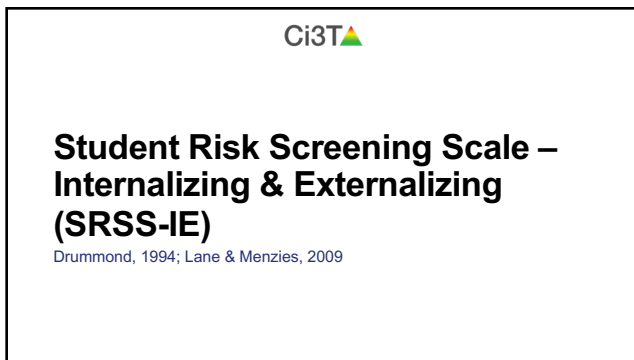 Ci3T
Student Risk Screening Scale –
Internalizing & Externalizing
(SRSS-IE)
Drummond, 1994; Lane & Menzies, 2009